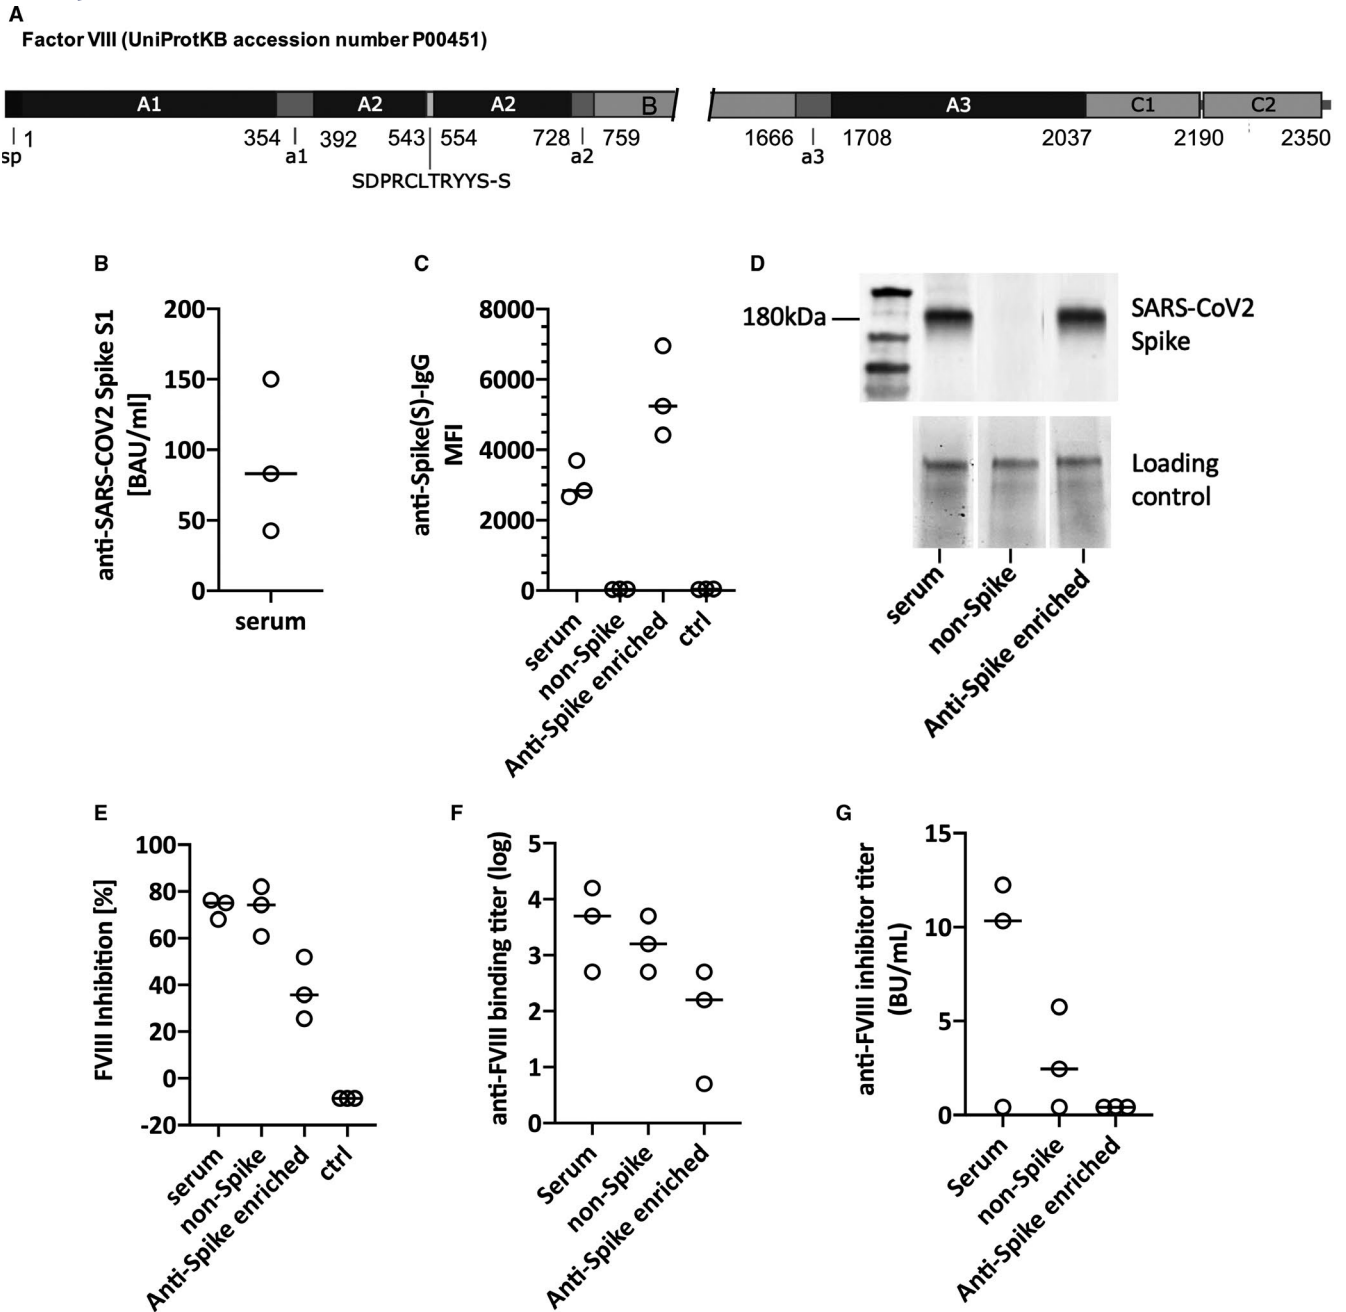 A
Factor VIII (UniProtKB accession number P00451)
A1 A2 A2 B A3 C1 C2
1 354 392 543 554 728 759 1666 1708 2037 2190 2350
sp a1 a2 a3
SDPRCLTRYYS-S
B
anti-SARS-COV2 Spike S1
[BAU/ml]
200
150
100
50
0
serum
C
anti-Spike(S)-IgG
MFI
8000
6000
4000
2000
0
serum
non-Spike
Anti-Spike enriched
ctrl
D
180kDa
SARS-CoV2
Spike
Loading
control
serum
non-Spike
Anti-Spike enriched
E
FVIII Inhibition [%]
100
80
60
40
20
0
-20
serum
non-Spike
Anti-Spike enriched
ctrl
F
anti-FVIII binding titer (log)
5
4
3
2
1
0
Serum
non-Spike
Anti-Spike enriched
G
anti-FVIII inhibitor titer
(BU/mL)
15
10
5
0
Serum
non-Spike
Anti-Spike enriched